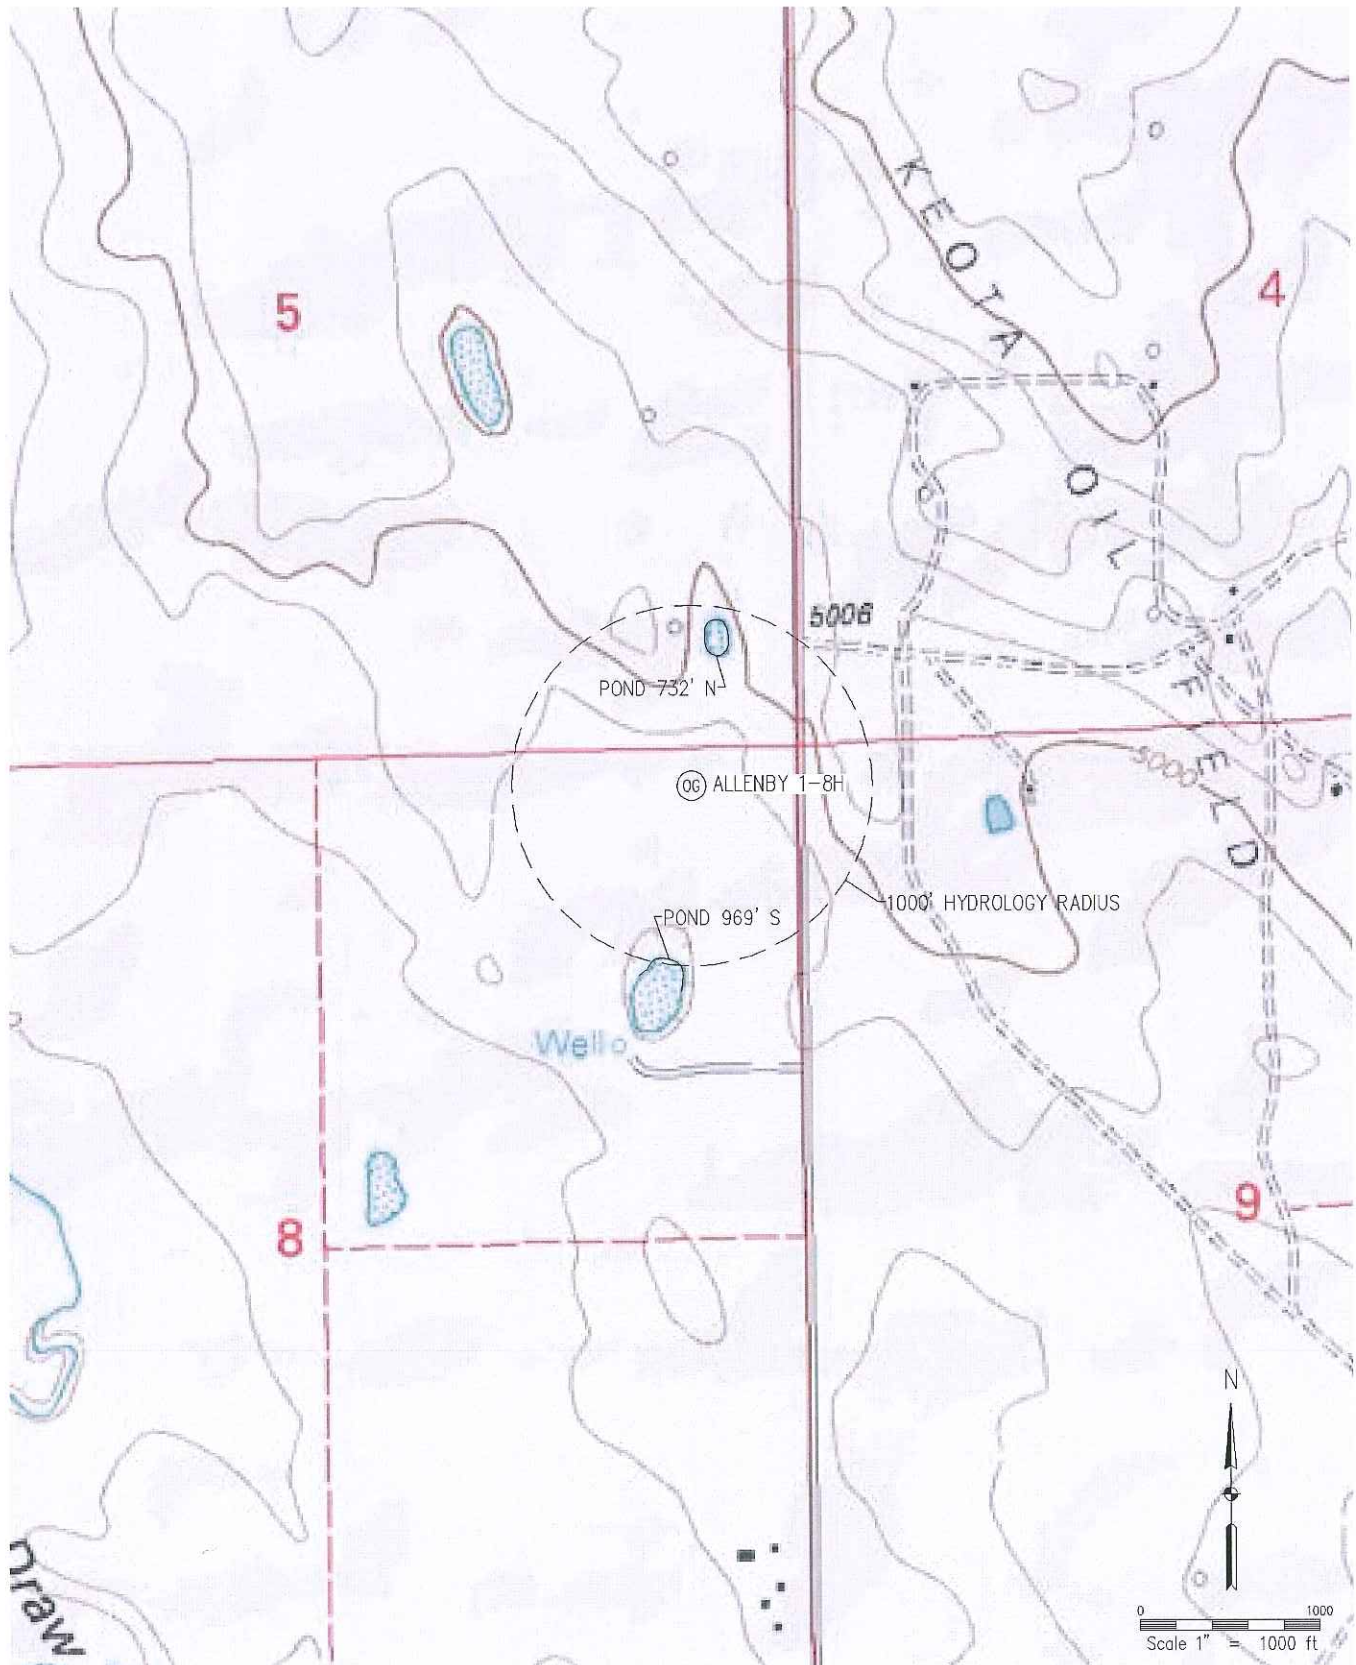 KEOTA OIL FIELD
5
4
5006
POND 732' N
5000
OG ALLENBY 1-8H
1000' HYDROLOGY RADIUS
POND 969' S
Well
9
8
N
Draw
0 1000
Scale 1" = 1000 ft